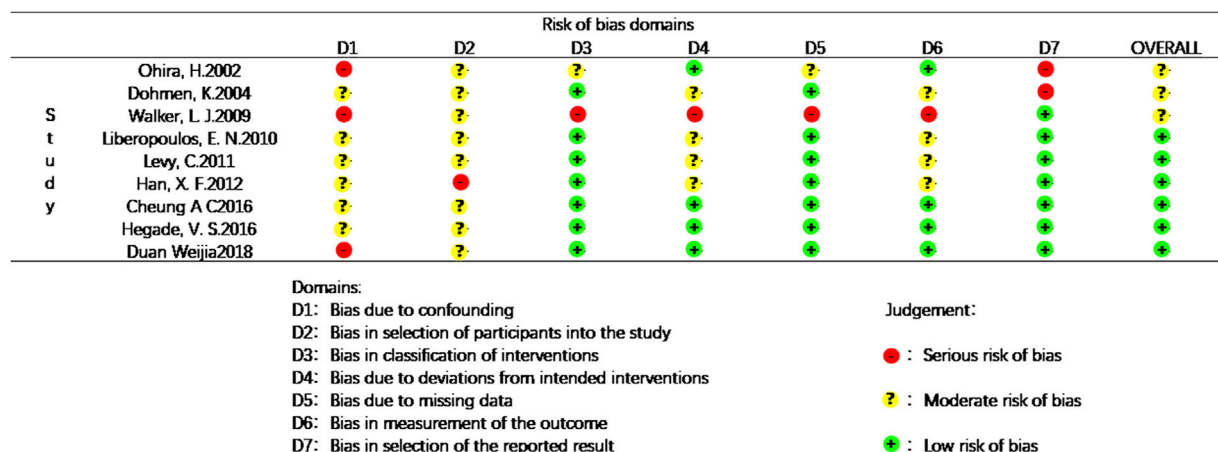 Risk of bias domains
D1 D2 D3 D4 D5 D6 D7 OVERALL
Ohira, H.2002 - ? ? + ? + - ?
Dohmen, K.2004 ? ? + ? + ? - ?
S Walker, L. J.2009 - ? - - - - + ?
t Liberopoulos, E. N.2010 ? ? + ? + ? + +
u Levy, C.2011 ? ? + ? + ? + +
d Han, X. F.2012 ? - + ? + ? + +
y Cheung A C2016 ? ? + + + + + +
Hegade, V. S.2016 ? ? + + + + + +
Duan Weijia2018 - ? + + + + + +
Domains:
D1: Bias due to confounding
D2: Bias in selection of participants into the study
D3: Bias in classification of interventions
D4: Bias due to deviations from intended interventions
D5: Bias due to missing data
D6: Bias in measurement of the outcome
D7: Bias in selection of the reported result
Judgement:
- : Serious risk of bias
? : Moderate risk of bias
+ : Low risk of bias